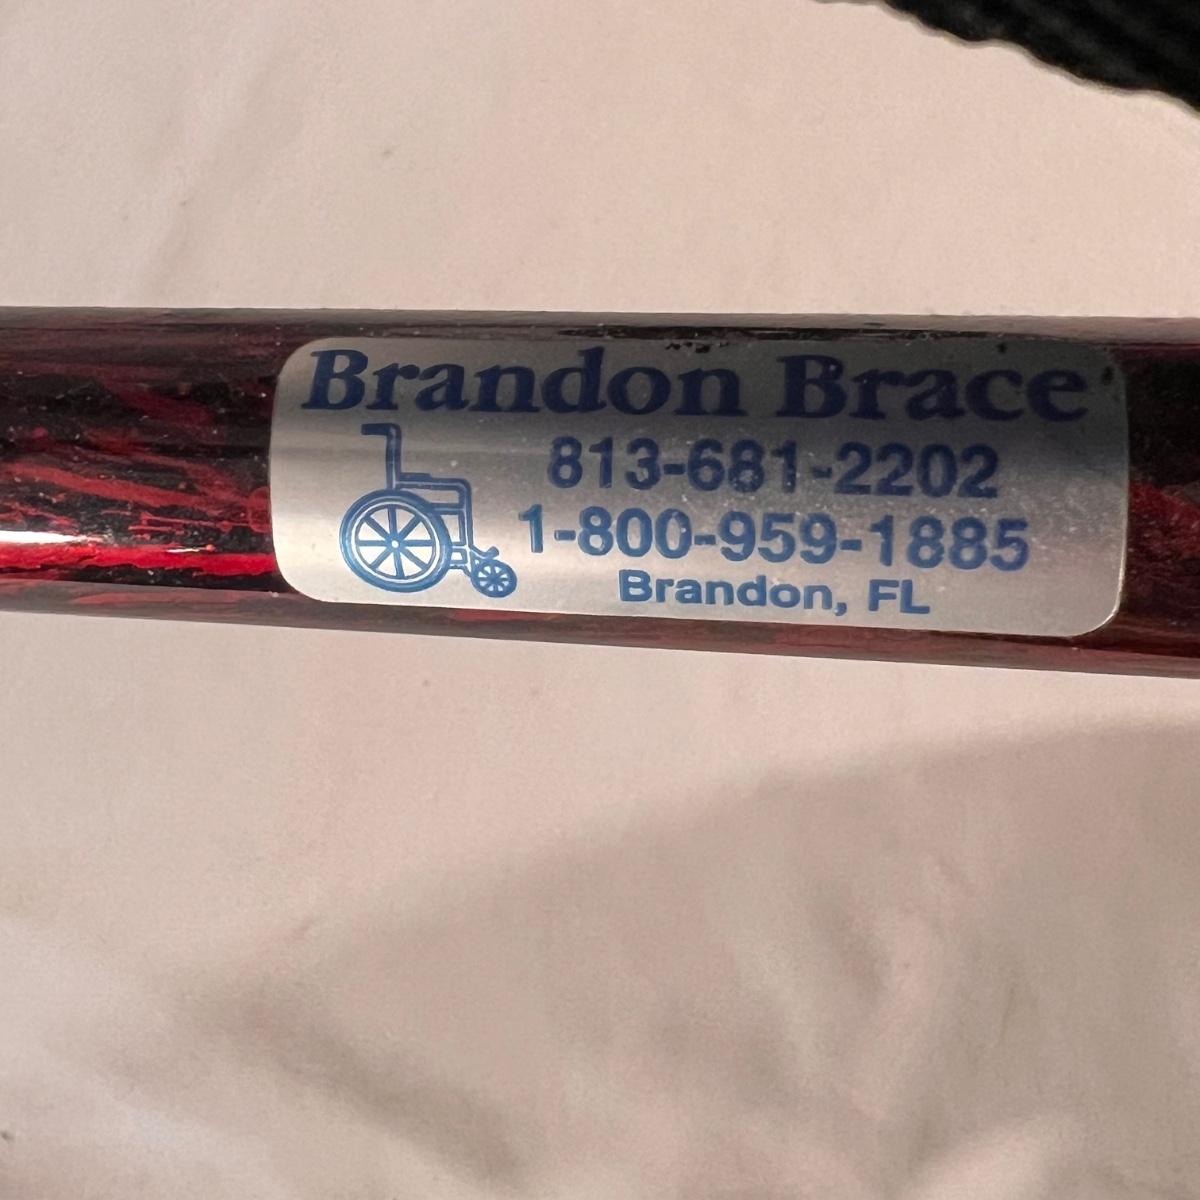 Brandon Brace
813-681-2202
1-800-959-1885
Brandon, FL